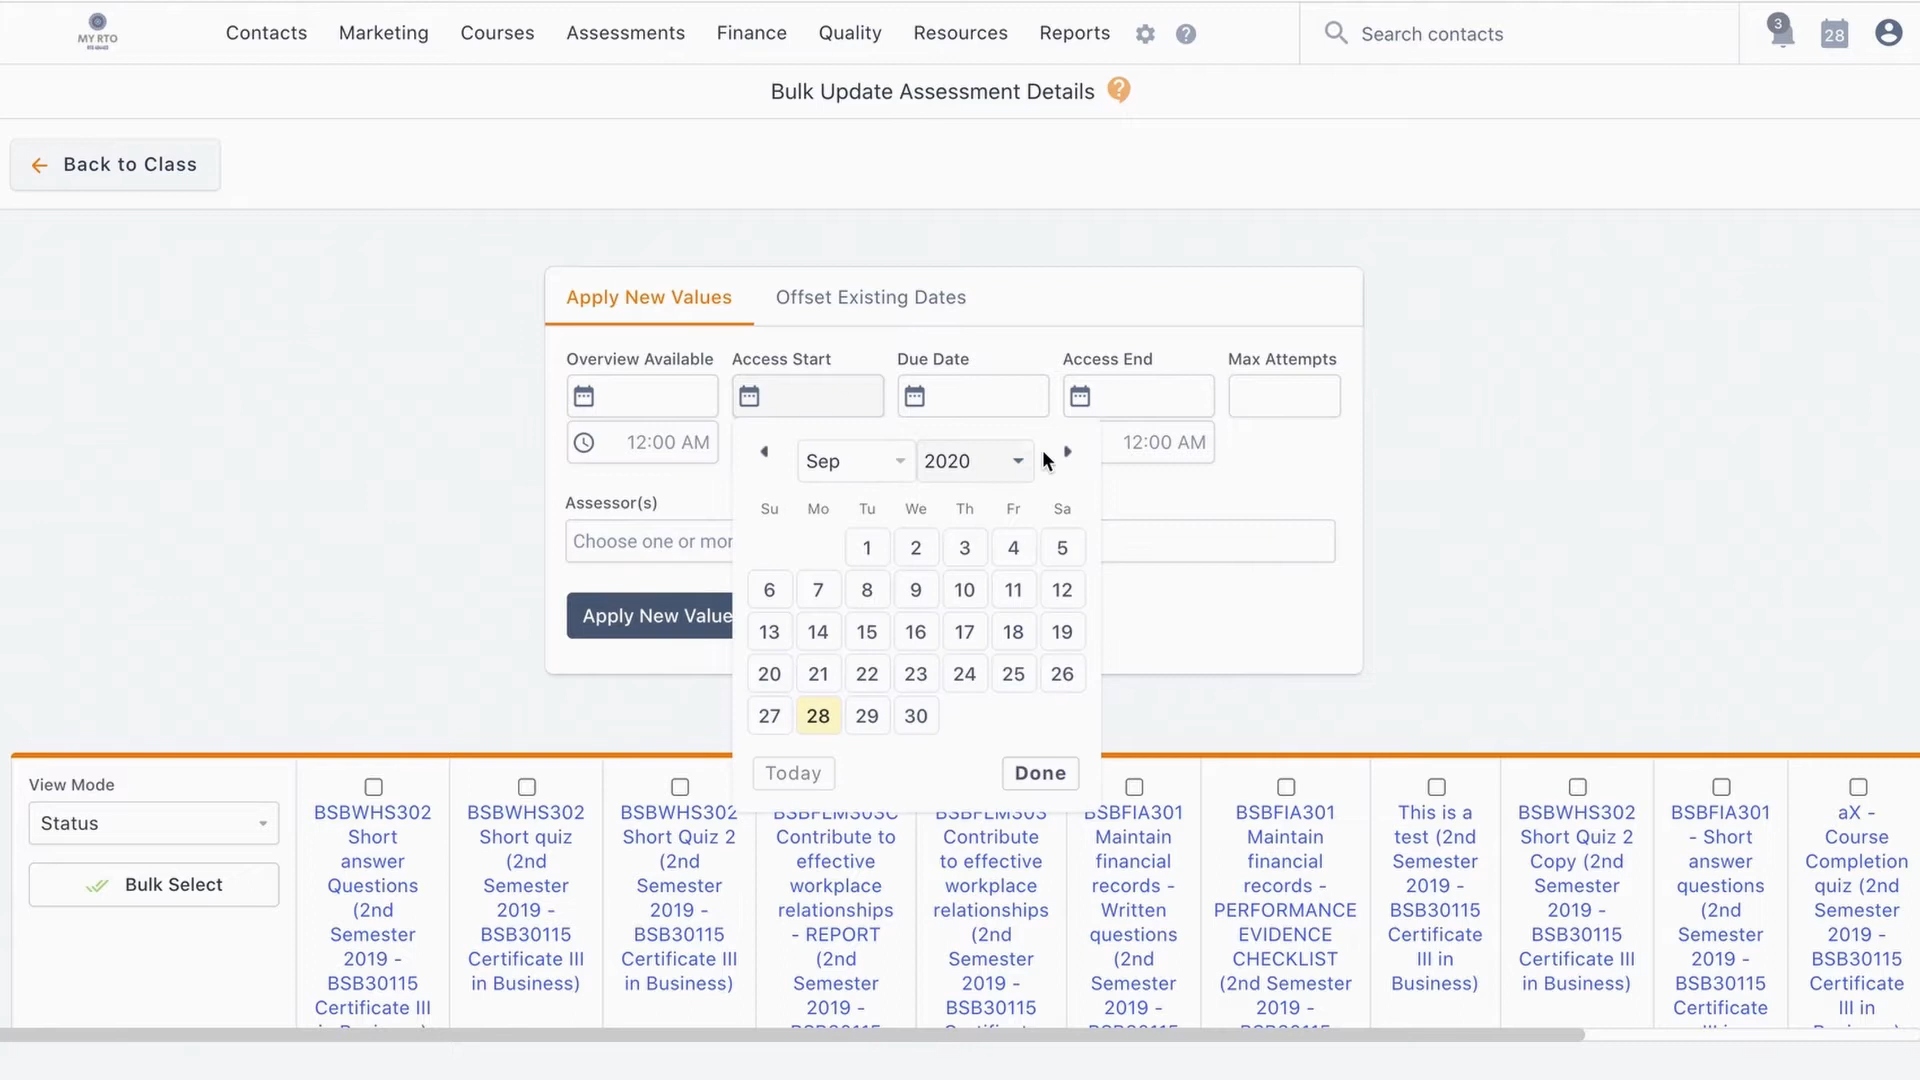 MY RTO
Contacts Marketing Courses Assessments Finance Quality Resources Reports
Search contacts
3
28
Bulk Update Assessment Details
Back to Class
Apply New Values Offset Existing Dates
Overview Available Access Start Due Date Access End Max Attempts
12:00 AM
12:00 AM
Sep 2020
Su Mo Tu We Th Fr Sa
1 2 3 4 5
6 7 8 9 10 11 12
13 14 15 16 17 18 19
20 21 22 23 24 25 26
27 28 29 30
Today Done
Assessor(s)
Choose one or mor
Apply New Value
View Mode
Status
Bulk Select
BSBWHS302
Short
answer
Questions
(2nd
Semester
2019 -
BSB30115
Certificate III
BSBWHS302
Short quiz
(2nd
Semester
2019 -
BSB30115
Certificate III
in Business)
BSBWHS302
Short Quiz 2
(2nd
Semester
2019 -
BSB30115
Certificate III
in Business)
Contribute to
effective
workplace
relationships
- REPORT
(2nd
Semester
2019 -
Contribute
to effective
workplace
relationships
(2nd
Semester
2019 -
BSB30115
BSBFIA301
Maintain
financial
records -
Written
questions
(2nd
Semester
2019 -
BSBFIA301
Maintain
financial
records -
PERFORMANCE
EVIDENCE
CHECKLIST
(2nd Semester
2019 -
This is a
test (2nd
Semester
2019 -
BSB30115
Certificate
III in
Business)
BSBWHS302
Short Quiz 2
Copy (2nd
Semester
2019 -
BSB30115
Certificate III
in Business)
BSBFIA301
- Short
answer
questions
(2nd
Semester
2019 -
BSB30115
Certificate
aX -
Course
Completion
quiz (2nd
Semester
2019 -
BSB30115
Certificate
III in